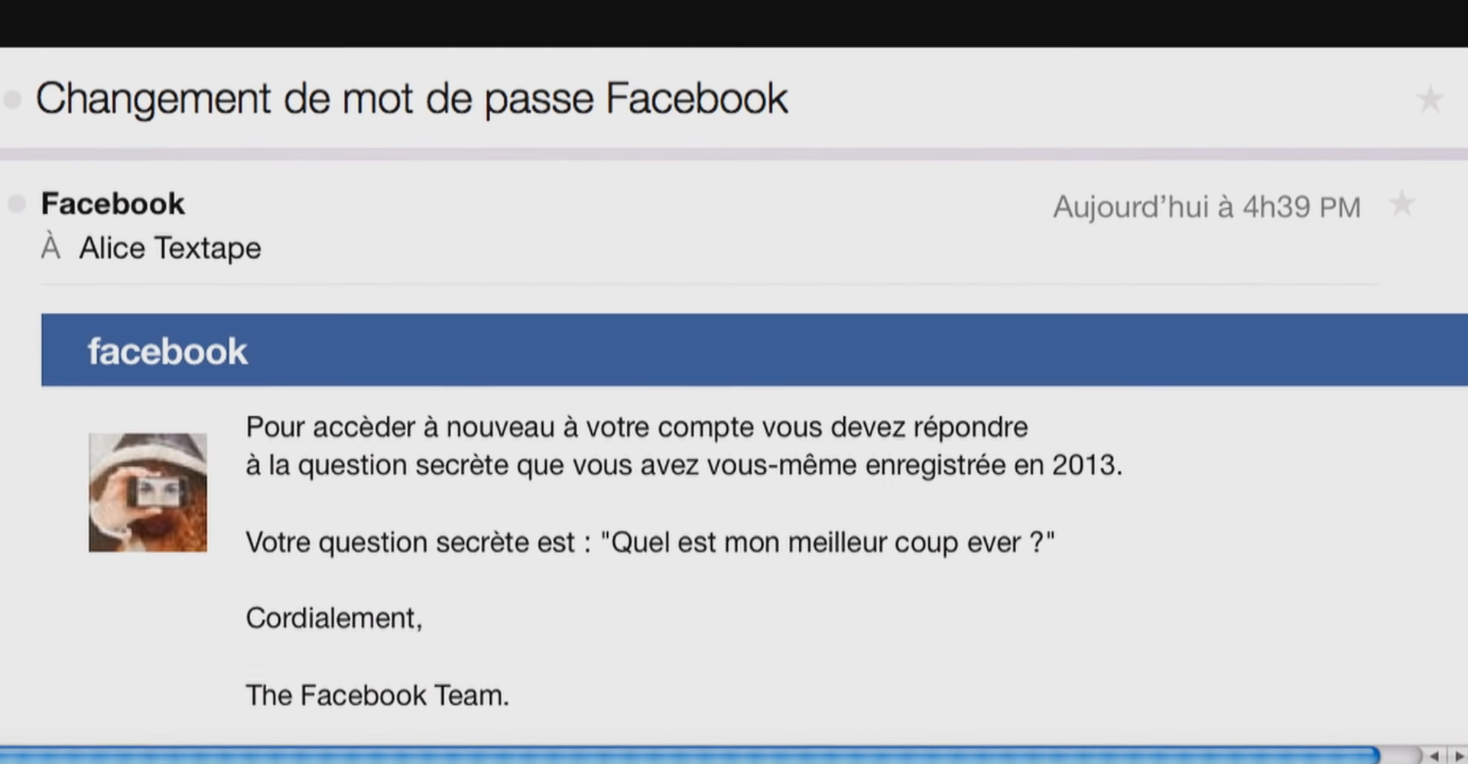 Changement de mot de passe Facebook
Facebook
Aujourd’hui à 4h39 PM
À Alice Textape
facebook
Pour accèder à nouveau à votre compte vous devez répondre
à la question secrète que vous avez vous-même enregistrée en 2013.
Votre question secrète est : "Quel est mon meilleur coup ever ?"
Cordialement,
The Facebook Team.